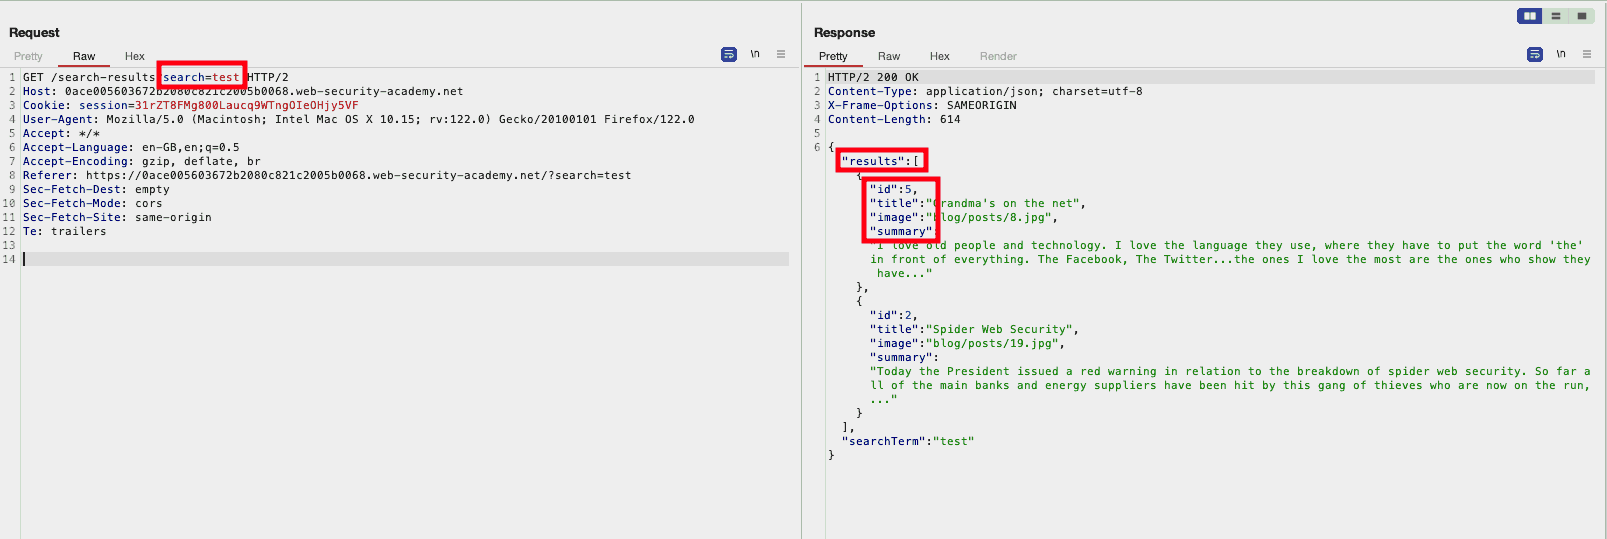 Request
Pretty Raw Hex
\n
1 GET /search-results?search=test HTTP/2
2 Host: 0ace005603672b2080c821c2005b0068.web-security-academy.net
3 Cookie: session=31rZT8FMg800Laucq9WTngOIeOHjy5VF
4 User-Agent: Mozilla/5.0 (Macintosh; Intel Mac OS X 10.15; rv:122.0) Gecko/20100101 Firefox/122.0
5 Accept: */*
6 Accept-Language: en-GB,en;q=0.5
7 Accept-Encoding: gzip, deflate, br
8 Referer: https://0ace005603672b2080c821c2005b0068.web-security-academy.net/?search=test
9 Sec-Fetch-Dest: empty
10 Sec-Fetch-Mode: cors
11 Sec-Fetch-Site: same-origin
12 Te: trailers
13
14
Response
Pretty Raw Hex Render
\n
1 HTTP/2 200 OK
2 Content-Type: application/json; charset=utf-8
3 X-Frame-Options: SAMEORIGIN
4 Content-Length: 614
5
6 {
"results":[
{
"id":5,
"title":"Grandma's on the net",
"image":"blog/posts/8.jpg",
"summary":
"I love old people and technology. I love the language they use, where they have to put the word 'the'
in front of everything. The Facebook, The Twitter...the ones I love the most are the ones who show they
have..."
},
{
"id":2,
"title":"Spider Web Security",
"image":"blog/posts/19.jpg",
"summary":
"Today the President issued a red warning in relation to the breakdown of spider web security. So far a
ll of the main banks and energy suppliers have been hit by this gang of thieves who are now on the run,
..."
}
],
"searchTerm":"test"
}